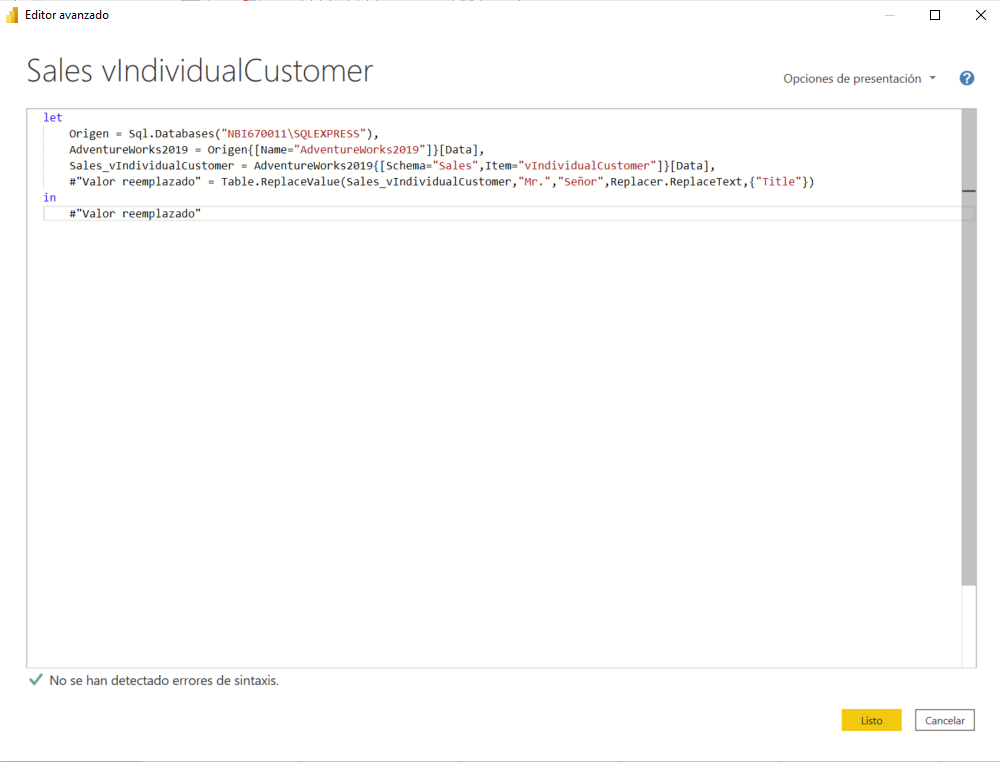 Editor avanzado
Sales vIndividualCustomer
Opciones de presentación
let
Origen = Sql.Databases("NBI670011\SQLEXPRESS"),
AdventureWorks2019 = Origen{[Name="AdventureWorks2019"]}[Data],
Sales_vIndividualCustomer = AdventureWorks2019{[Schema="Sales",Item="vIndividualCustomer"]}[Data],
#"Valor reemplazado" = Table.ReplaceValue(Sales_vIndividualCustomer,"Mr.","Señor",Replacer.ReplaceText,{"Title"})
in
#"Valor reemplazado"
No se han detectado errores de sintaxis.
Listo
Cancelar